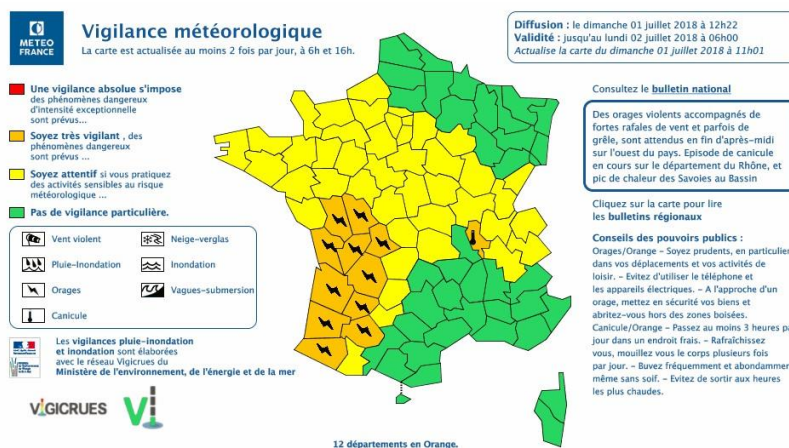 METEO
FRANCE
Vigilance météorologique
La carte est actualisée au moins 2 fois par jour, à 6h et 16h.
Diffusion : le dimanche 01 juillet 2018 à 12h22
Validité : jusqu'au lundi 02 juillet 2018 à 06h00
Actualise la carte du dimanche 01 juillet 2018 à 11h01
Une vigilance absolue s'impose
des phénomènes dangereux
d'intensité exceptionnelle
sont prévus...
Soyez très vigilant , des
phénomènes dangereux
sont prévus ...
Soyez attentif si vous pratiquez
des activités sensibles au risque
météorologique ...
Pas de vigilance particulière.
Vent violent
Neige-verglas
Pluie-Inondation
Inondation
Orages
Vagues-submersion
Canicule
Les vigilances pluie-inondation
et inondation sont élaborées
avec le réseau Vigicrues du
Ministère de l'environnement, de l'énergie et de la mer
VIGICRUES
Vi
12 départements en Orange.
Consultez le bulletin national
Des orages violents accompagnés de
fortes rafales de vent et parfois de
grêle, sont attendus en fin d'après-midi
sur l'ouest du pays. Episode de canicule
en cours sur le département du Rhône, et
pic de chaleur des Savoies au Bassin
Cliquez sur la carte pour lire
les bulletins régionaux
Conseils des pouvoirs publics :
Orages/Orange - Soyez prudents, en particulier
dans vos déplacements et vos activités de
loisir. - Evitez d'utiliser le téléphone et
les appareils électriques. - A l'approche d'un
orage, mettez en sécurité vos biens et
abritez-vous hors des zones boisées.
Canicule/Orange - Passez au moins 3 heures pa
jour dans un endroit frais. - Rafraîchissez
vous, mouillez vous le corps plusieurs fois
par jour. - Buvez fréquemment et abondammen
même sans soif. - Evitez de sortir aux heures
les plus chaudes.